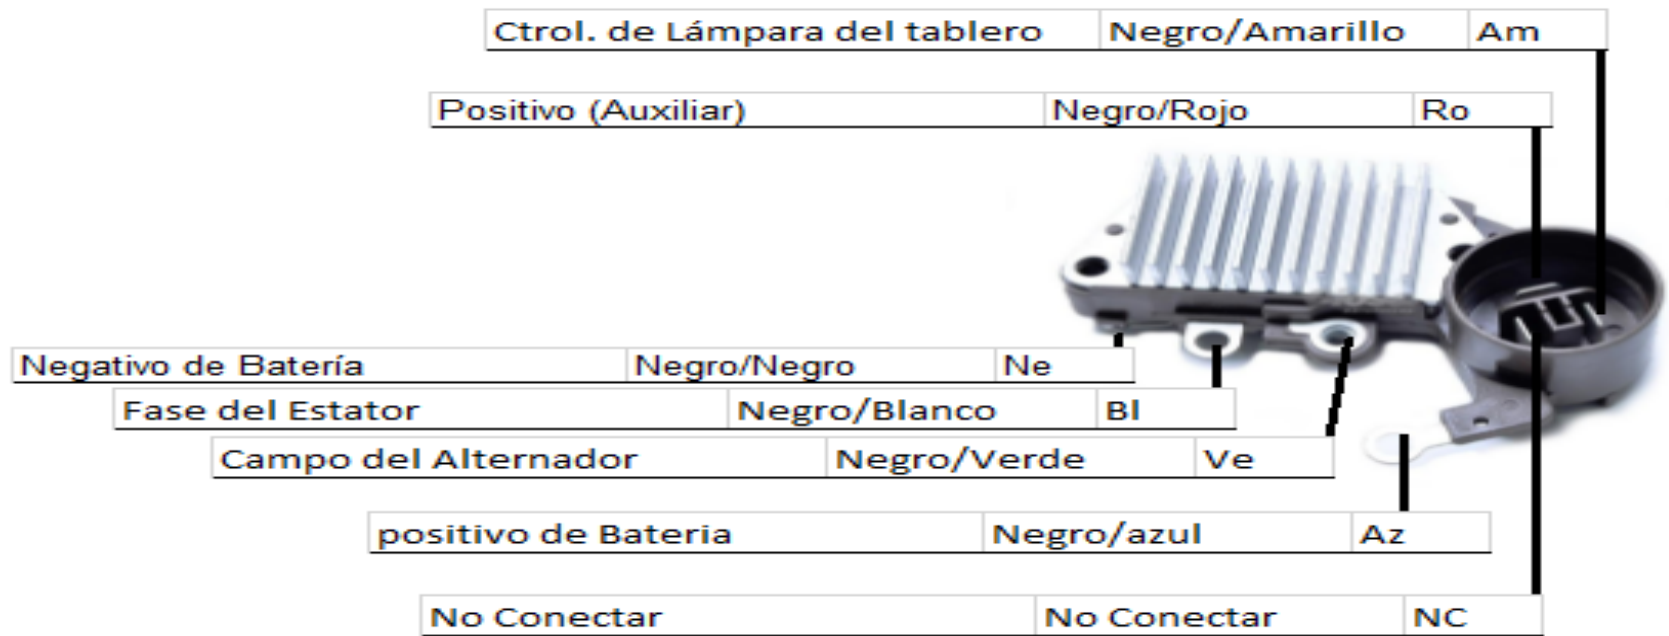 Ctrol. de Lámpara del tablero Negro/Amarillo Am
Positivo (Auxiliar) Negro/Rojo Ro
Negativo de Batería Negro/Negro Ne
Fase del Estator Negro/Blanco Bl
Campo del Alternador Negro/Verde Ve
positivo de Bateria Negro/azul Az
No Conectar No Conectar NC